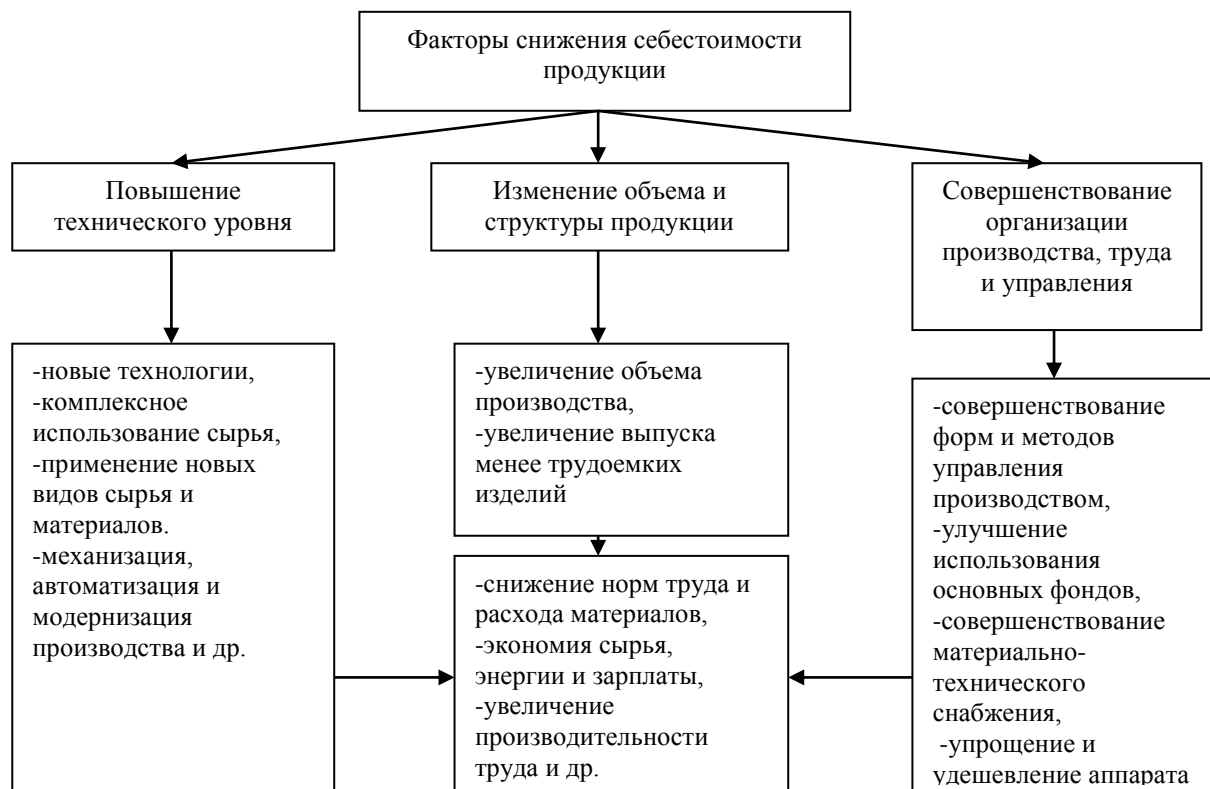 Факторы снижения себестоимости
продукции
Повышение
технического уровня
Изменение объема и
структуры продукции
Совершенствование
организации
производства, труда
и управления
-новые технологии,
-комплексное
использование сырья,
-применение новых
видов сырья и
материалов.
-механизация,
автоматизация и
модернизация
производства и др.
-увеличение объема
производства,
-увеличение выпуска
менее трудоемких
изделий
-снижение норм труда и
расхода материалов,
-экономия сырья,
энергии и зарплаты,
-увеличение
производительности
труда и др.
-совершенствование
форм и методов
управления
производством,
-улучшение
использования
основных фондов,
-совершенствование
материально-
технического
снабжения,
-упрощение и
удешевление аппарата